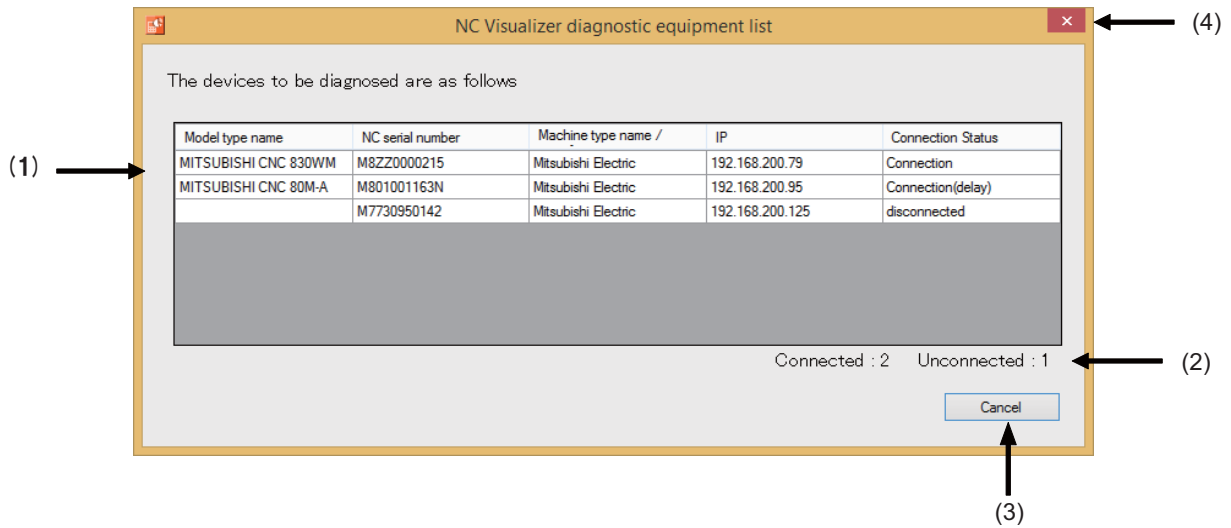 NC Visualizer diagnostic equipment list
(4)
The devices to be diagnosed are as follows
Model type name NC serial number Machine type name / IP Connection Status
(1)
MITSUBISHI CNC 830WM M8ZZ0000215 Mitsubishi Electric 192.168.200.79 Connection
MITSUBISHI CNC 80M-A M801001163N Mitsubishi Electric 192.168.200.95 Connection(delay)
M7730950142 Mitsubishi Electric 192.168.200.125 disconnected
Connected : 2 Unconnected : 1
(2)
Cancel
(3)